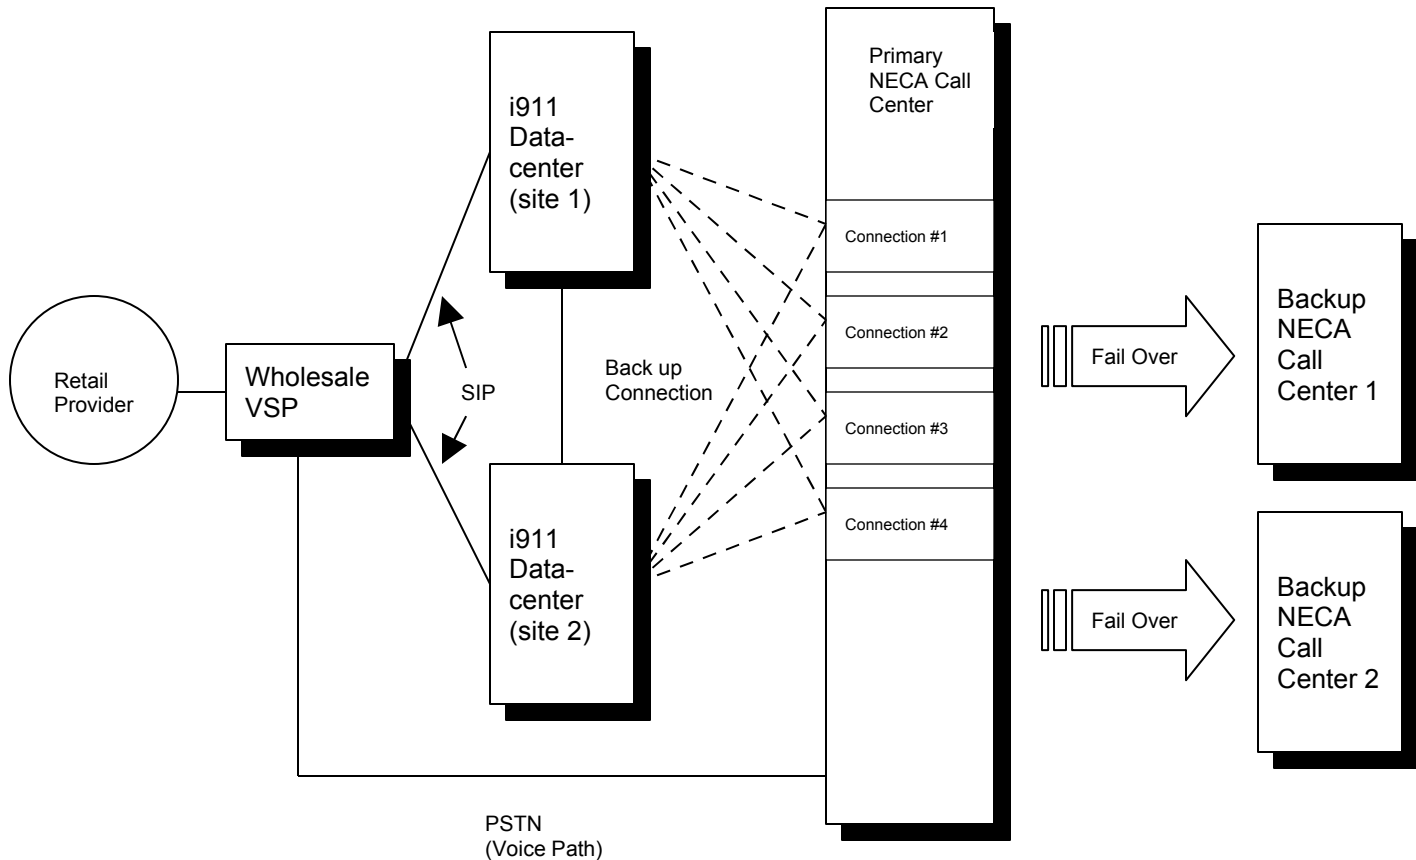 Retail
Provider
Wholesale
VSP
SIP
i911
Data-
center
(site 1)
i911
Data-
center
(site 2)
Back up
Connection
PSTN
(Voice Path)
Primary
NECA Call
Center
Connection #1
Connection #2
Connection #3
Connection #4
Fail Over
Fail Over
Backup
NECA
Call
Center 1
Backup
NECA
Call
Center 2